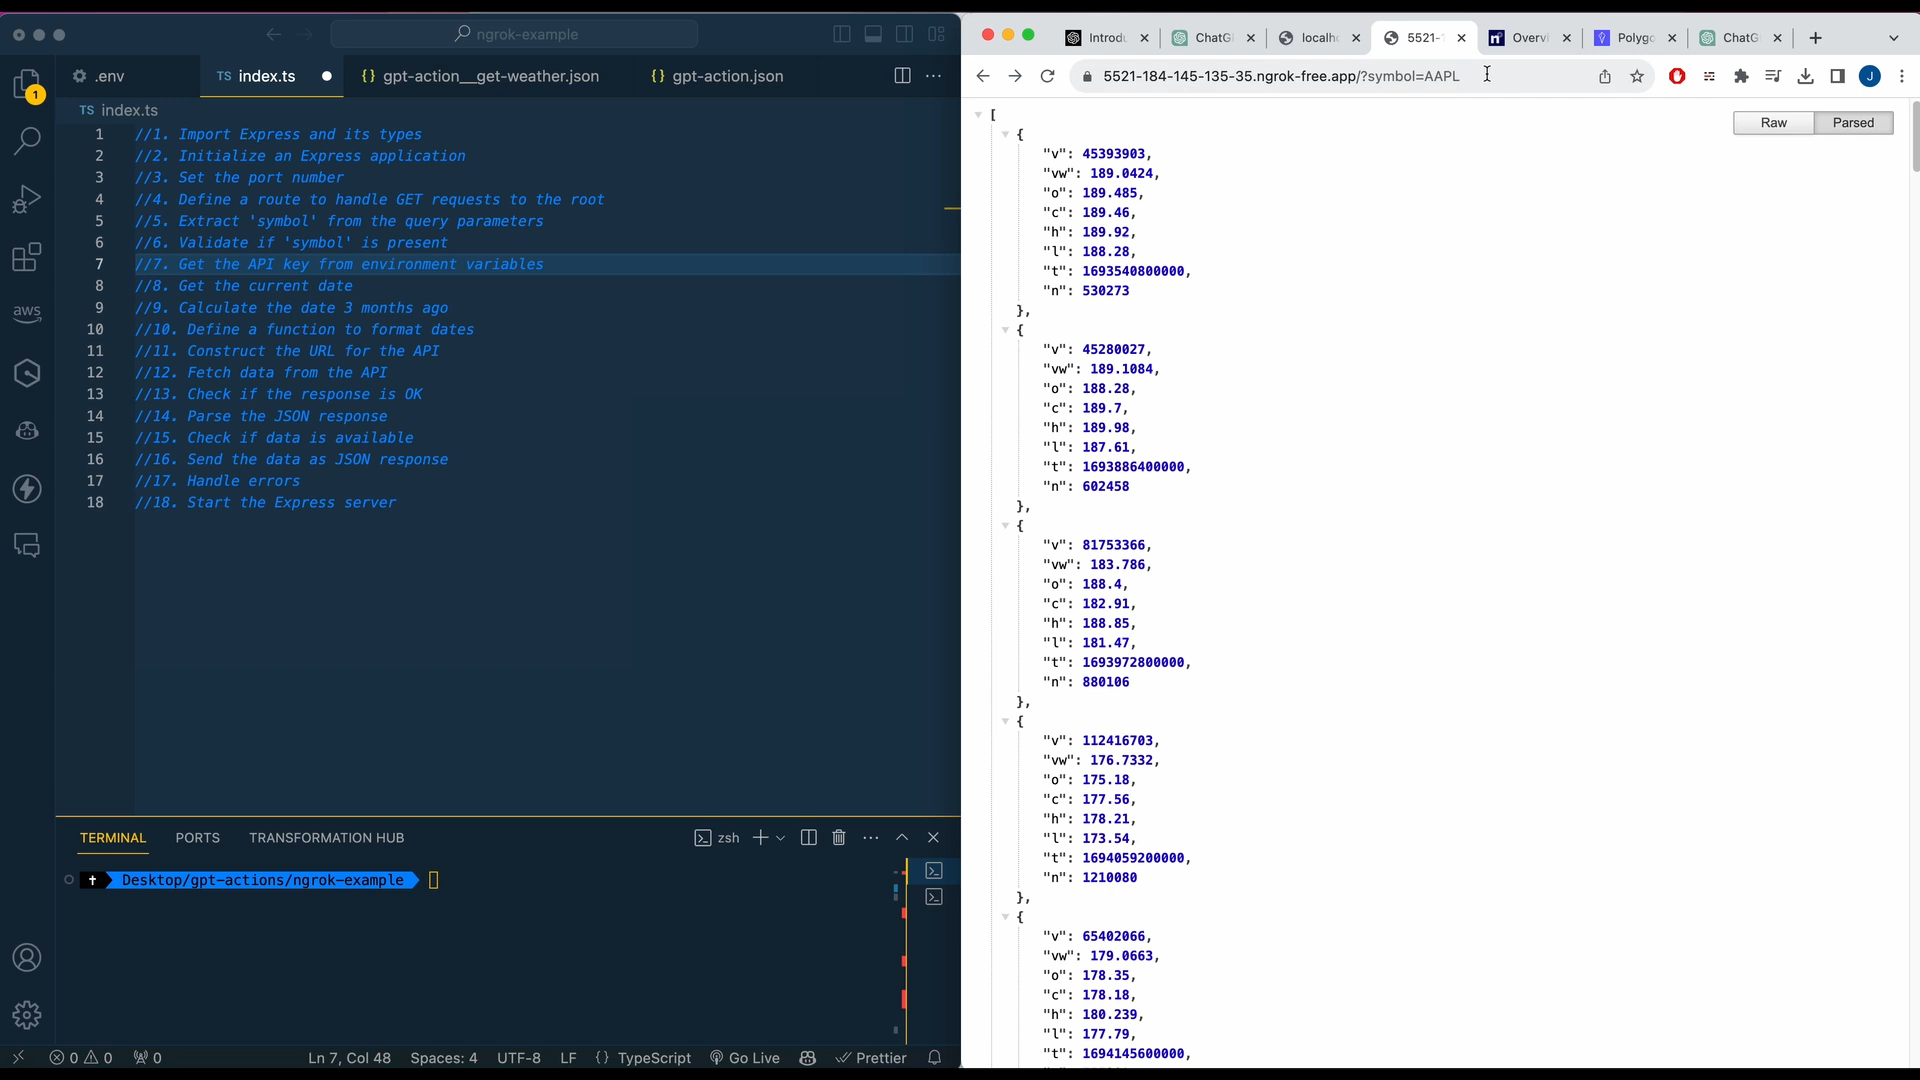 ngrok-example
.env
TS index.ts
{} gpt-action__get-weather.json
{} gpt-action.json
TS index.ts
1 //1. Import Express and its types
2 //2. Initialize an Express application
3 //3. Set the port number
4 //4. Define a route to handle GET requests to the root
5 //5. Extract 'symbol' from the query parameters
6 //6. Validate if 'symbol' is present
7 //7. Get the API key from environment variables
8 //8. Get the current date
9 //9. Calculate the date 3 months ago
10 //10. Define a function to format dates
11 //11. Construct the URL for the API
12 //12. Fetch data from the API
13 //13. Check if the response is OK
14 //14. Parse the JSON response
15 //15. Check if data is available
16 //16. Send the data as JSON response
17 //17. Handle errors
18 //18. Start the Express server
1
aws
TERMINAL PORTS TRANSFORMATION HUB
zsh
Desktop/gpt-actions/ngrok-example
0 0 0 Ln 7, Col 48 Spaces: 4 UTF-8 LF {} TypeScript Go Live Prettier
Introdu ChatG localh 5521-1 Overvi Polygo ChatG
5521-184-145-135-35.ngrok-free.app/?symbol=AAPL
J
Raw Parsed
[
{
"v": 45393903,
"vw": 189.0424,
"o": 189.485,
"c": 189.46,
"h": 189.92,
"l": 188.28,
"t": 1693540800000,
"n": 530273
},
{
"v": 45280027,
"vw": 189.1084,
"o": 188.28,
"c": 189.7,
"h": 189.98,
"l": 187.61,
"t": 1693886400000,
"n": 602458
},
{
"v": 81753366,
"vw": 183.786,
"o": 188.4,
"c": 182.91,
"h": 188.85,
"l": 181.47,
"t": 1693972800000,
"n": 880106
},
{
"v": 112416703,
"vw": 176.7332,
"o": 175.18,
"c": 177.56,
"h": 178.21,
"l": 173.54,
"t": 1694059200000,
"n": 1210080
},
{
"v": 65402066,
"vw": 179.0663,
"o": 178.35,
"c": 178.18,
"h": 180.239,
"l": 177.79,
"t": 1694145600000,